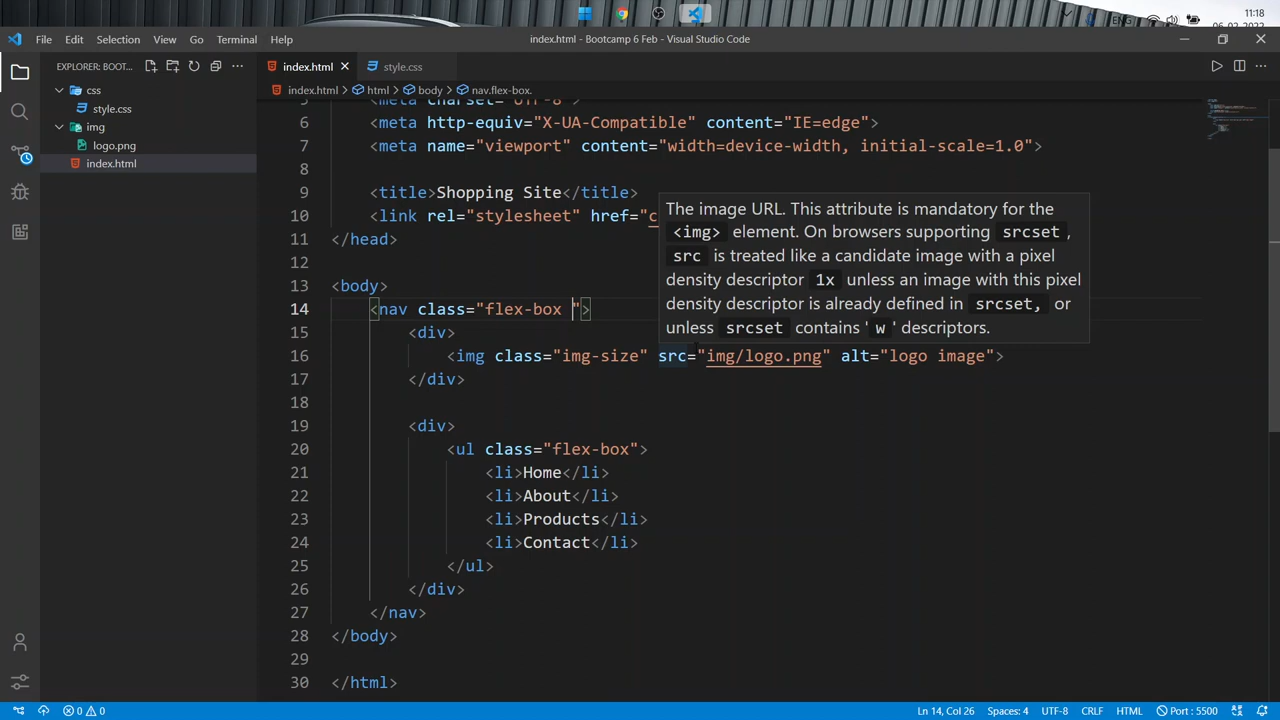 11:18
ENG
06-02-2022
File Edit Selection View Go Terminal Help
index.html - Bootcamp 6 Feb - Visual Studio Code
EXPLORER: BOOT...
index.html
style.css
css
style.css
img
logo.png
index.html
index.html > html > body > nav.flex-box.
5 <meta charset="UTF-8">
6 <meta http-equiv="X-UA-Compatible" content="IE=edge">
7 <meta name="viewport" content="width=device-width, initial-scale=1.0">
8
9 <title>Shopping Site</title>
10 <link rel="stylesheet" href="c
11 </head>
12
13 <body>
14 <nav class="flex-box ">
15 <div>
16 <img class="img-size" src="img/logo.png" alt="logo image">
17 </div>
18
19 <div>
20 <ul class="flex-box">
21 <li>Home</li>
22 <li>About</li>
23 <li>Products</li>
24 <li>Contact</li>
25 </ul>
26 </div>
27 </nav>
28 </body>
29
30 </html>
The image URL. This attribute is mandatory for the
<img> element. On browsers supporting srcset,
src is treated like a candidate image with a pixel
density descriptor 1x unless an image with this pixel
density descriptor is already defined in srcset, or
unless srcset contains ' w ' descriptors.
0 0
Ln 14, Col 26 Spaces: 4 UTF-8 CRLF HTML Port : 5500